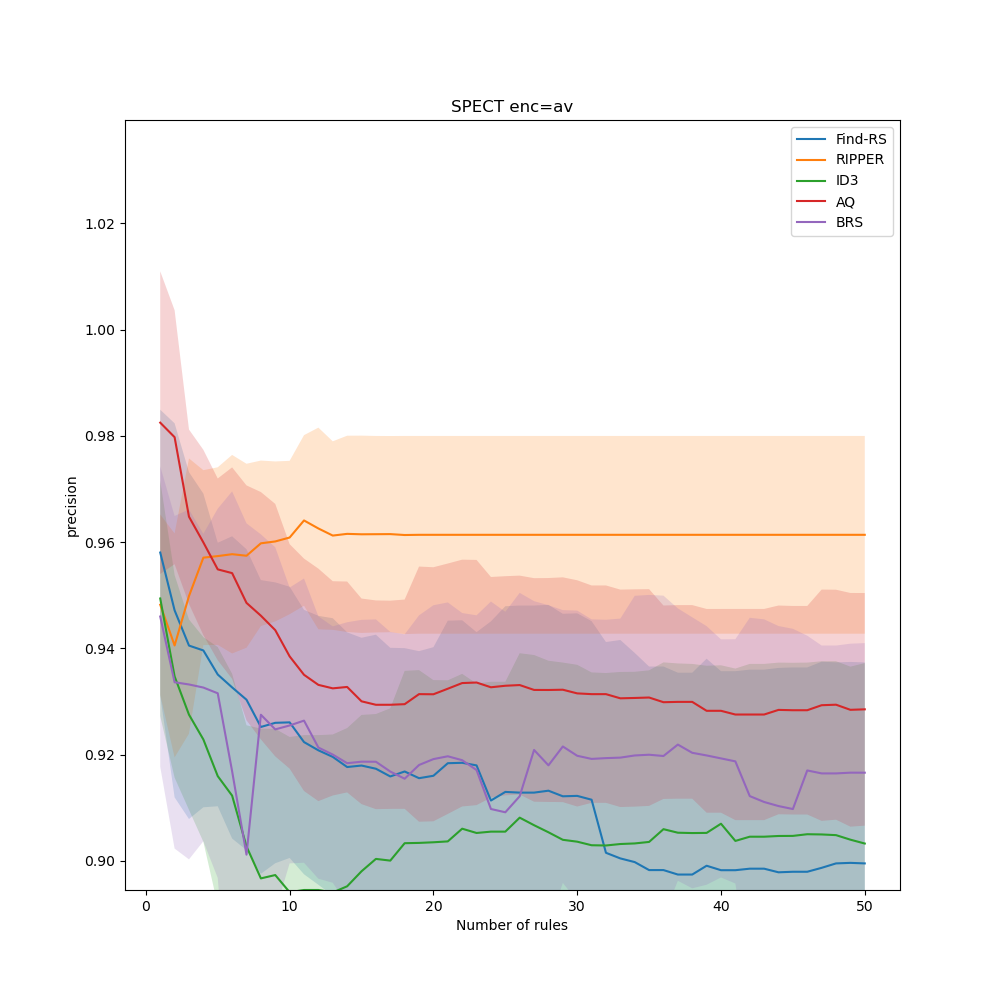 SPECT enc=av
Find-RS
RIPPER
ID3
AQ
BRS
precision
1.02
1.00
0.98
0.96
0.94
0.92
0.90
0 10 20 30 40 50
Number of rules